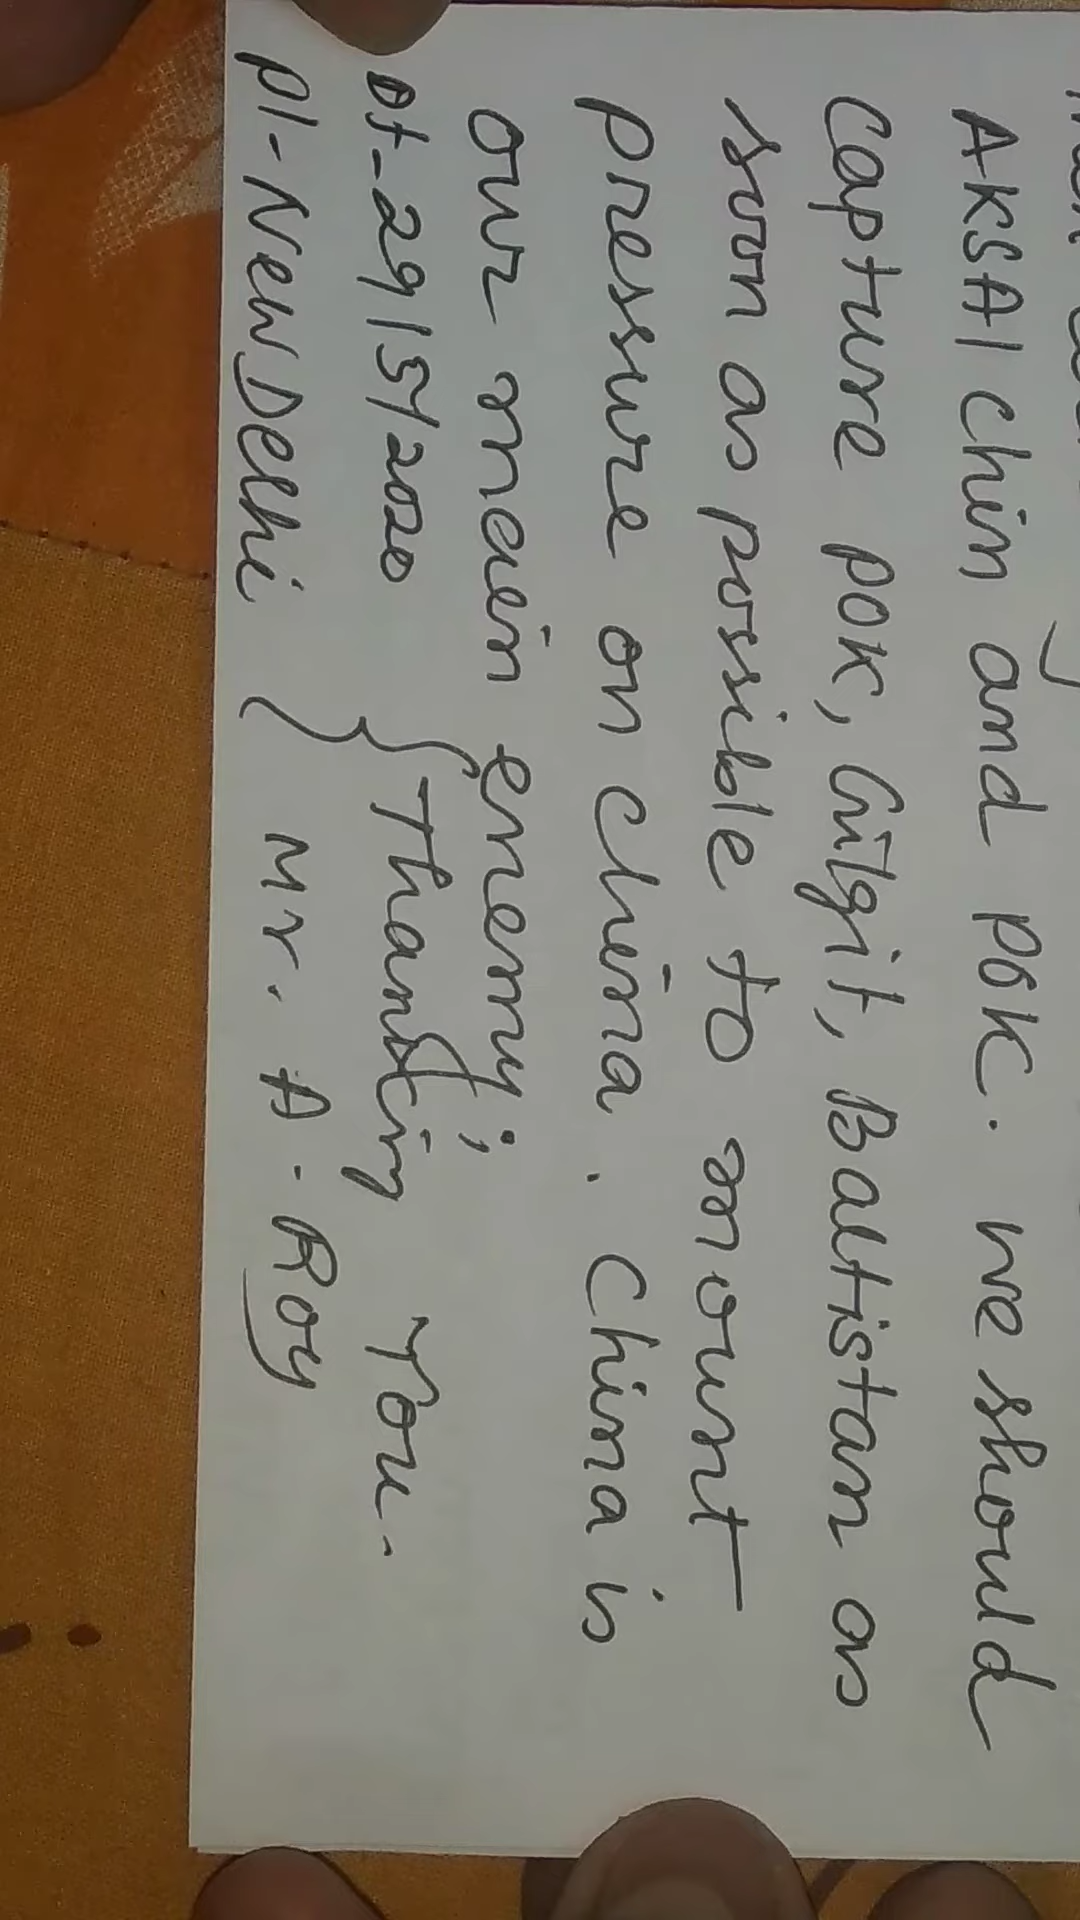 AKSAI chin and POK. We should
Capture POK, Gilgit, Baltistan as
soon as possible to mount
pressure on china. China is
our main enemy;
Dt-29/5/2020 } { Thanking You.
Pl-New Delhi } Mr. A. Roy